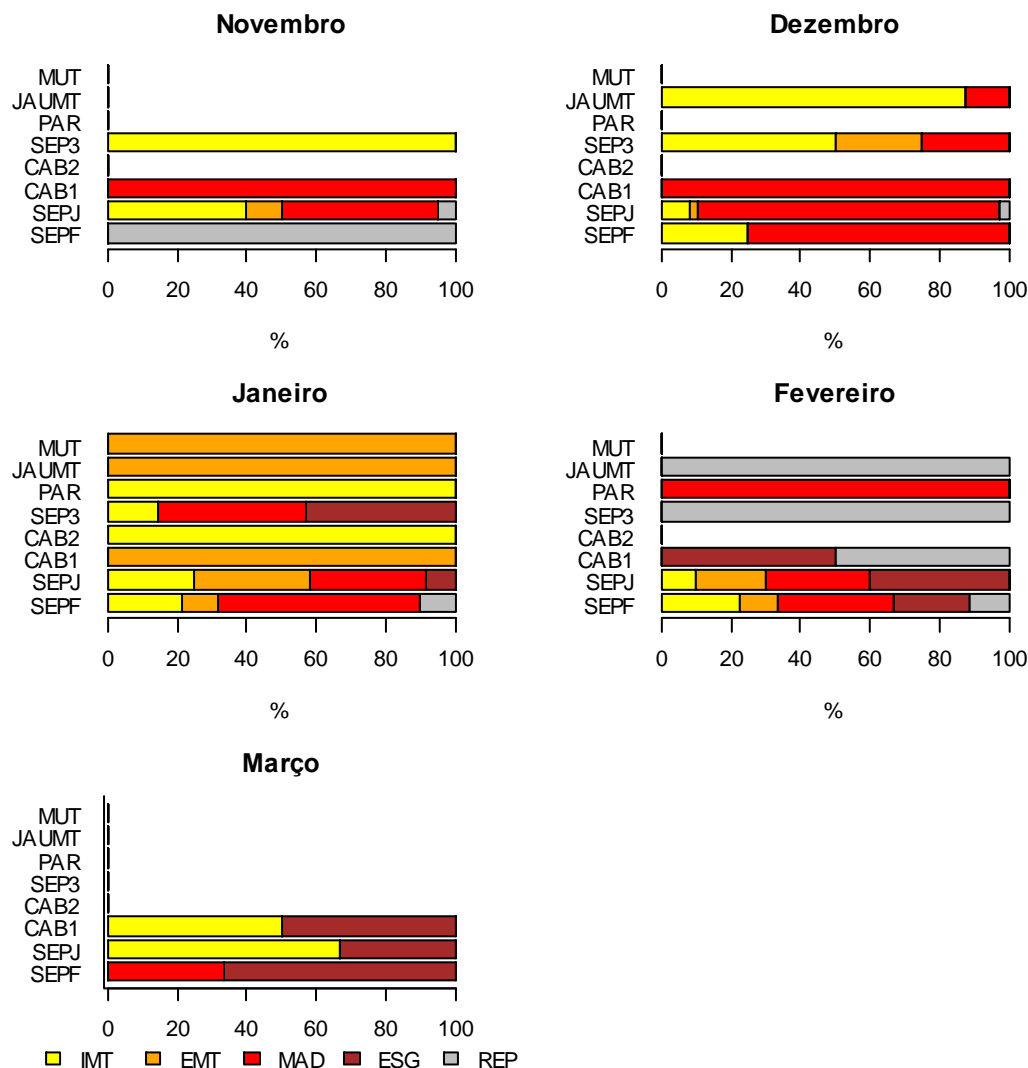 Novembro
MUT
JAUMT
PAR
SEP3
CAB2
CAB1
SEPJ
SEPF
0 20 40 60 80 100
%
Dezembro
MUT
JAUMT
PAR
SEP3
CAB2
CAB1
SEPJ
SEPF
0 20 40 60 80 100
%
Janeiro
MUT
JAUMT
PAR
SEP3
CAB2
CAB1
SEPJ
SEPF
0 20 40 60 80 100
%
Fevereiro
MUT
JAUMT
PAR
SEP3
CAB2
CAB1
SEPJ
SEPF
0 20 40 60 80 100
%
Março
MUT
JAUMT
PAR
SEP3
CAB2
CAB1
SEPJ
SEPF
0 20 40 60 80 100
IMT EMT MAD ESG REP